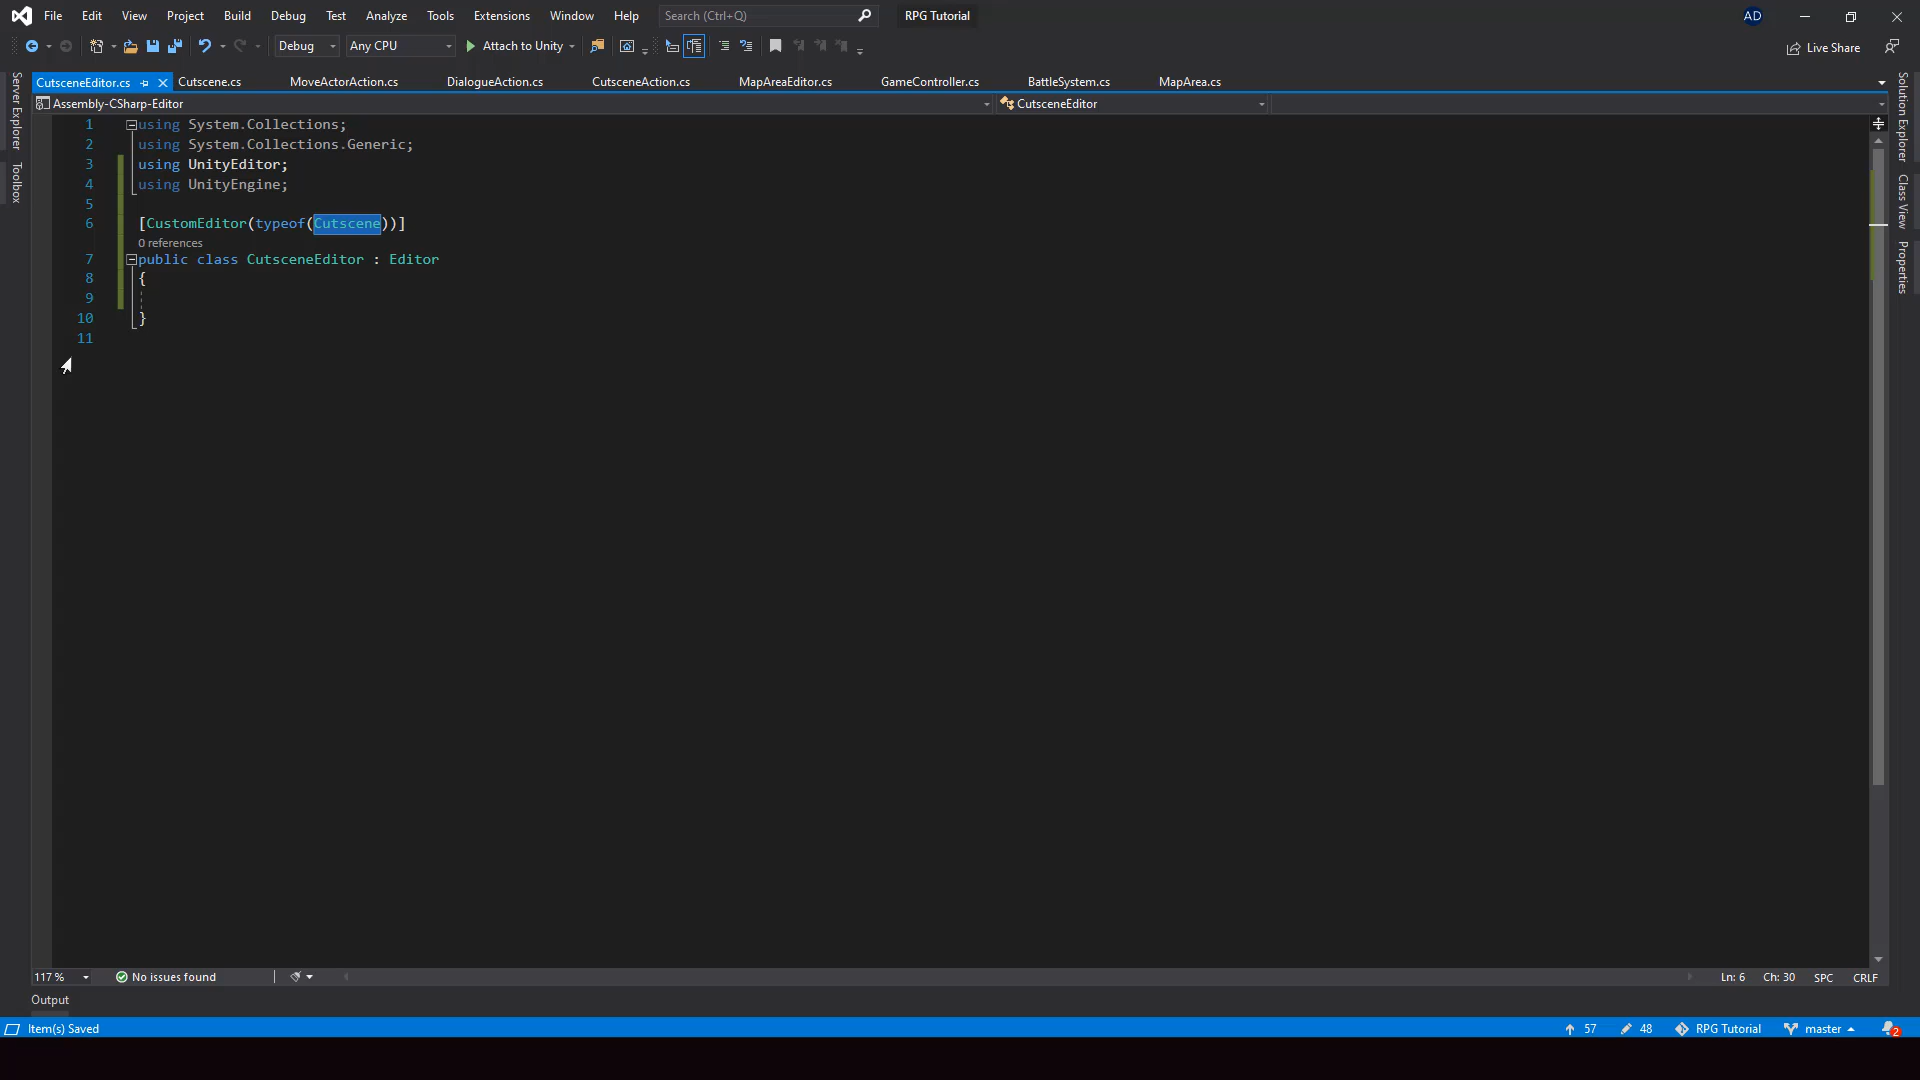 File Edit View Project Build Debug Test Analyze Tools Extensions Window Help Search (Ctrl+Q) RPG Tutorial AD
Debug Any CPU Attach to Unity Live Share
CutsceneEditor.cs Cutscene.cs MoveActorAction.cs DialogueAction.cs CutsceneAction.cs MapAreaEditor.cs GameController.cs BattleSystem.cs MapArea.cs
Assembly-CSharp-Editor CutsceneEditor
Server Explorer
Toolbox
Solution Explorer
Class View
Properties
1 using System.Collections;
2 using System.Collections.Generic;
3 using UnityEditor;
4 using UnityEngine;
5
6 [CustomEditor(typeof(Cutscene))]
0 references
7 public class CutsceneEditor : Editor
8 {
9
10 }
11
117 % No issues found Ln: 6 Ch: 30 SPC CRLF
Output
Item(s) Saved 57 48 RPG Tutorial master 2